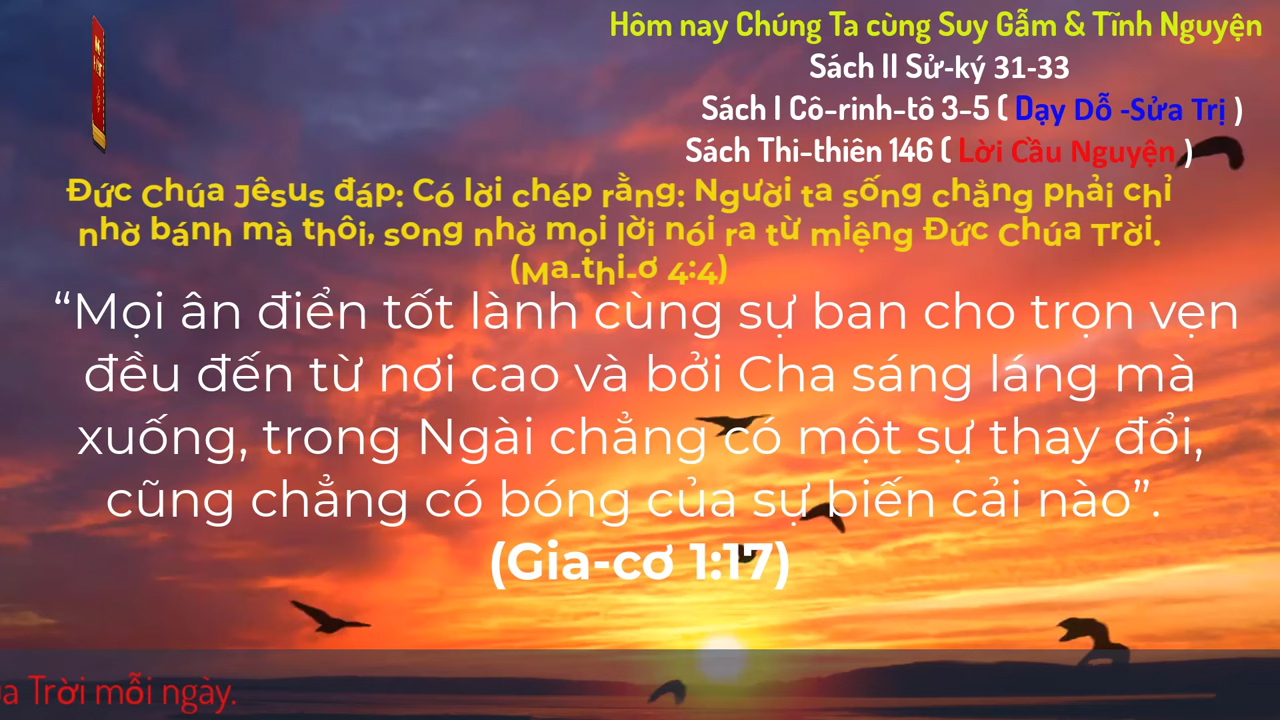 Hôm nay Chúng Ta cùng Suy Gẫm & Tĩnh Nguyện
Sách II Sử-ký 31-33
Sách I Cô-rinh-tô 3-5 ( Dạy Dỗ -Sửa Trị )
Sách Thi-thiên 146 ( Lời Cầu Nguyện )
Đức Chúa Jêsus đáp: Có lời chép rằng: Người ta sống chẳng phải chỉ
nhờ bánh mà thôi, song nhờ mọi lời nói ra từ miệng Đức Chúa Trời.
(Ma-thi-ơ 4:4)
“Mọi ân điển tốt lành cùng sự ban cho trọn vẹn
đều đến từ nơi cao và bởi Cha sáng láng mà
xuống, trong Ngài chẳng có một sự thay đổi,
cũng chẳng có bóng của sự biến cải nào”.
(Gia-cơ 1:17)
Trời mỗi ngày.